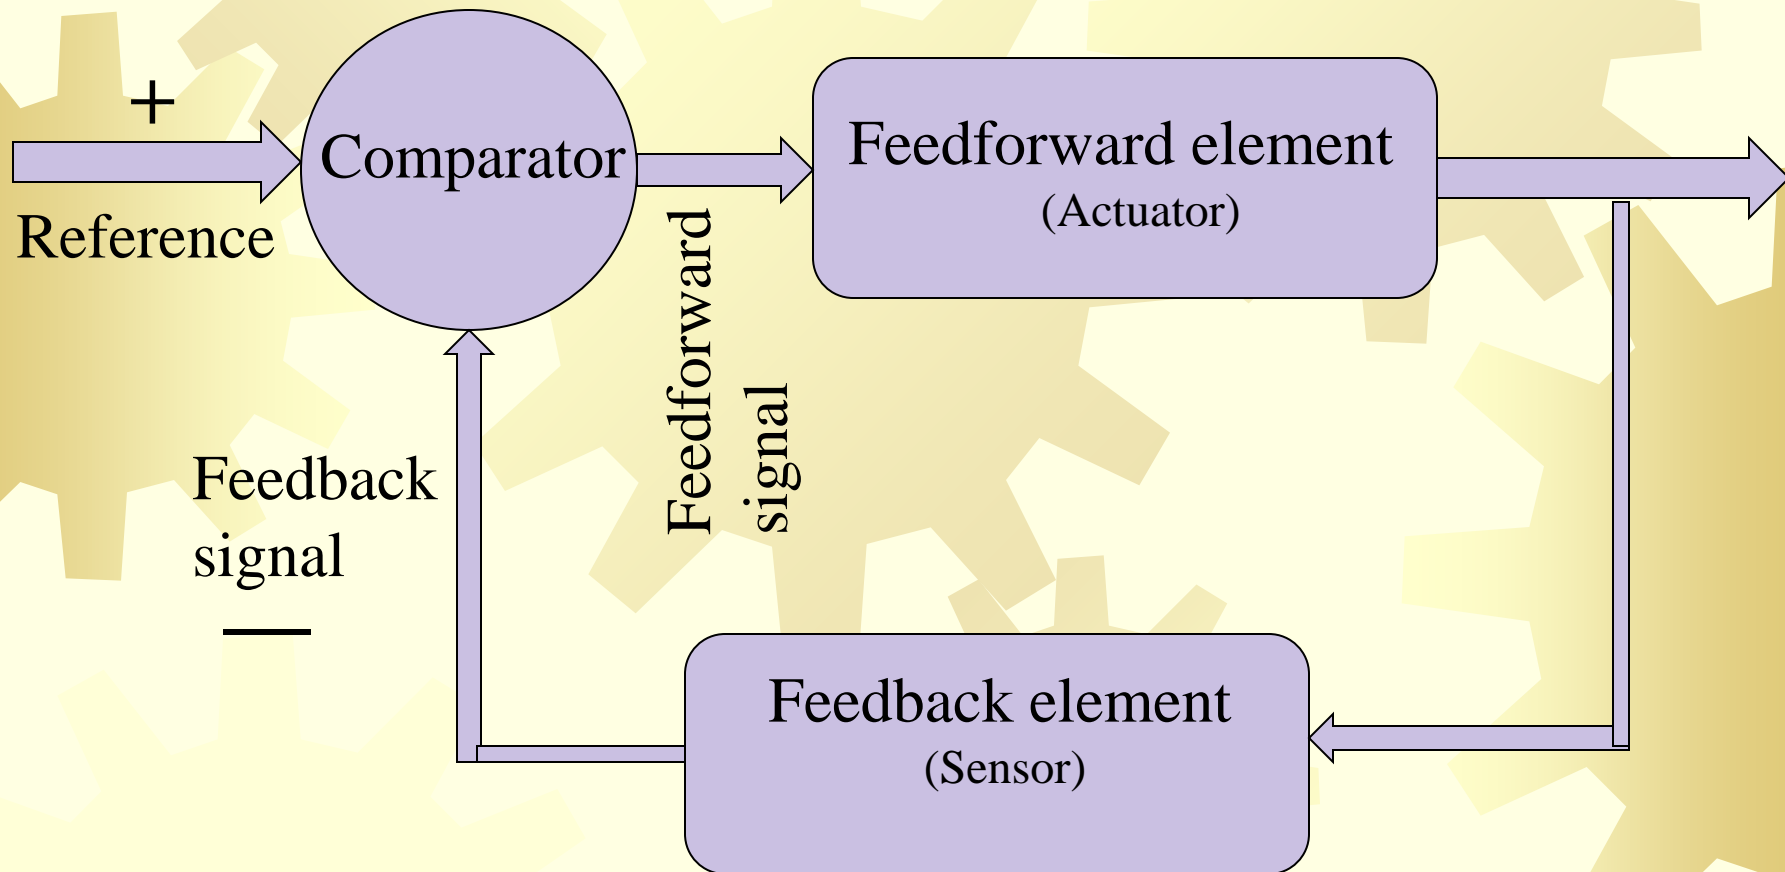 +
Reference
Comparator
Feedforward
signal
Feedforward element
(Actuator)
Feedback
signal
—
Feedback element
(Sensor)